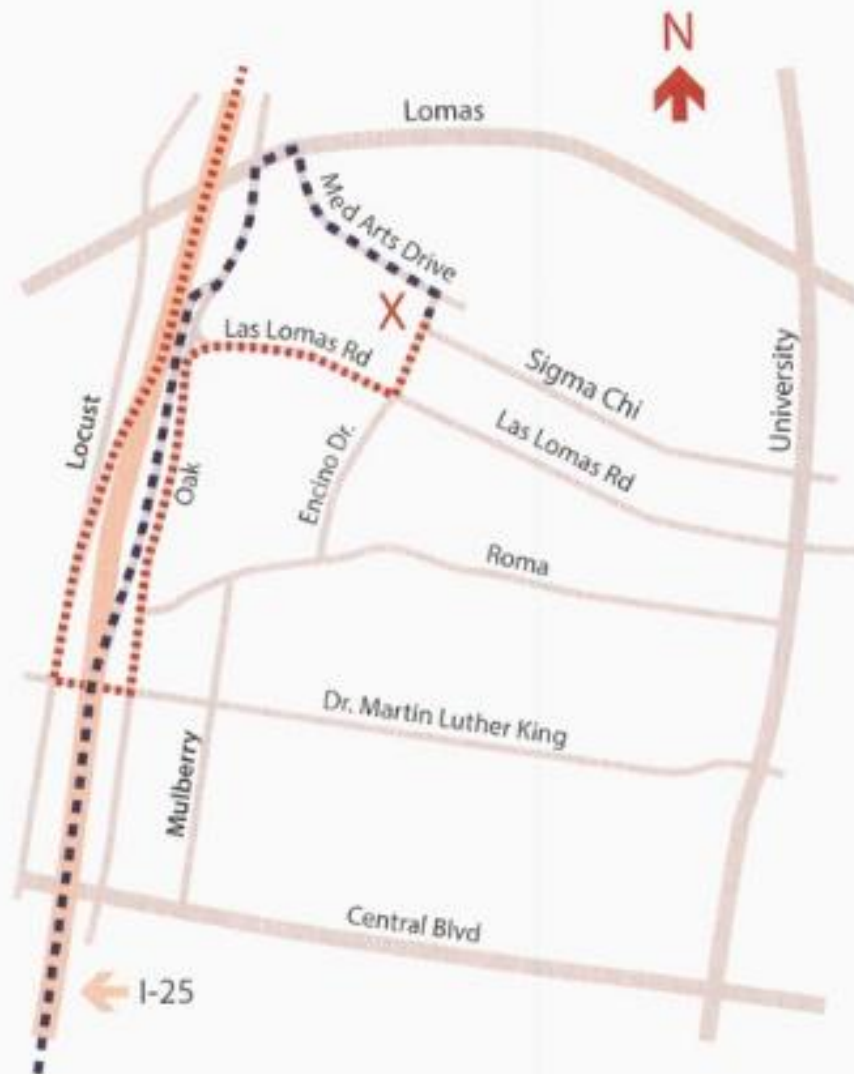 N
Lomas
Med Arts Drive
X
Las Lomas Rd
Sigma Chi
University
Locust
Las Lomas Rd
Oak
Encino Dr.
Roma
Dr. Martin Luther King
Mulberry
Central Blvd
I-25